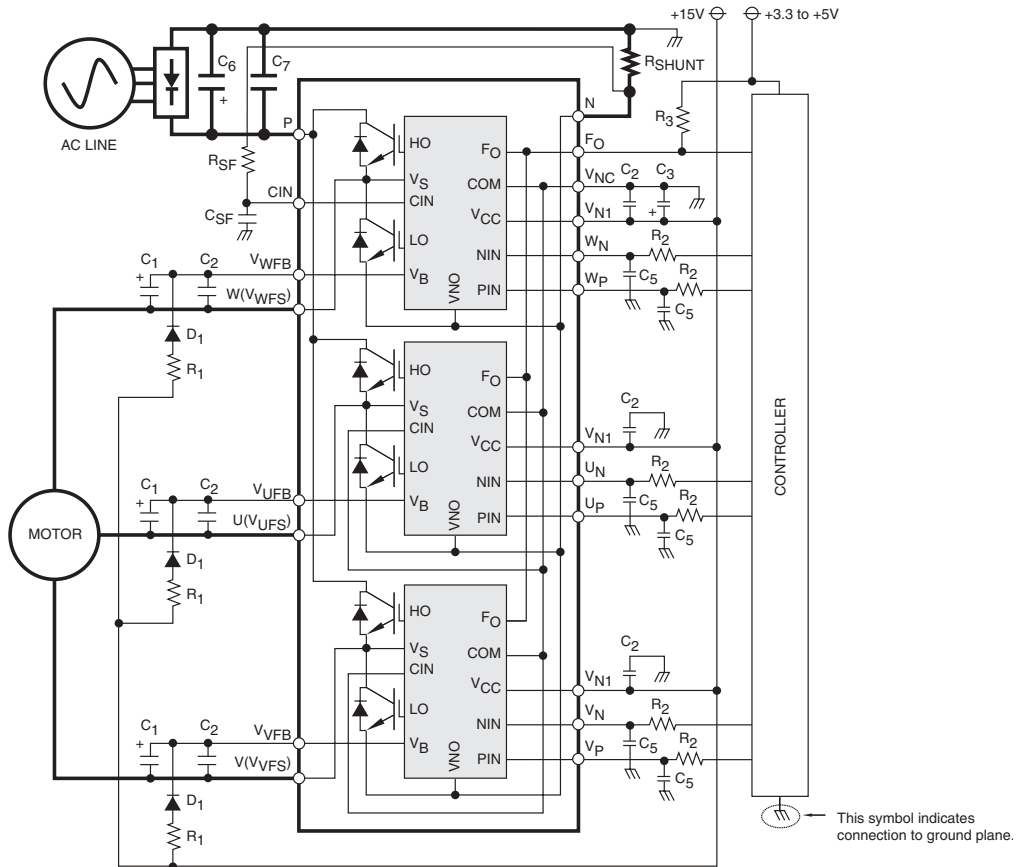 +15V
+3.3 to +5V
C6
+
C7
RSHUNT
AC LINE
P
N
R3
RSF
HO
FO
FO
COM
VNC
C2
C3
+
VS
CIN
CIN
CSF
VCC
VN1
LO
NIN
WN
R2
C1
+
C2
VWFB
VB
VNO
PIN
WP
C5
R2
C5
W(VWFS)
D1
R1
HO
FO
VS
CIN
COM
C2
VCC
VN1
LO
NIN
UN
R2
C1
+
C2
VUFB
VB
VNO
PIN
UP
C5
R2
C5
MOTOR
U(VUFS)
D1
R1
CONTROLLER
HO
FO
VS
CIN
COM
C2
VCC
VN1
LO
NIN
VN
R2
C1
+
C2
VVFB
VB
VNO
PIN
VP
C5
R2
C5
V(VVFS)
D1
R1
This symbol indicates
connection to ground plane.